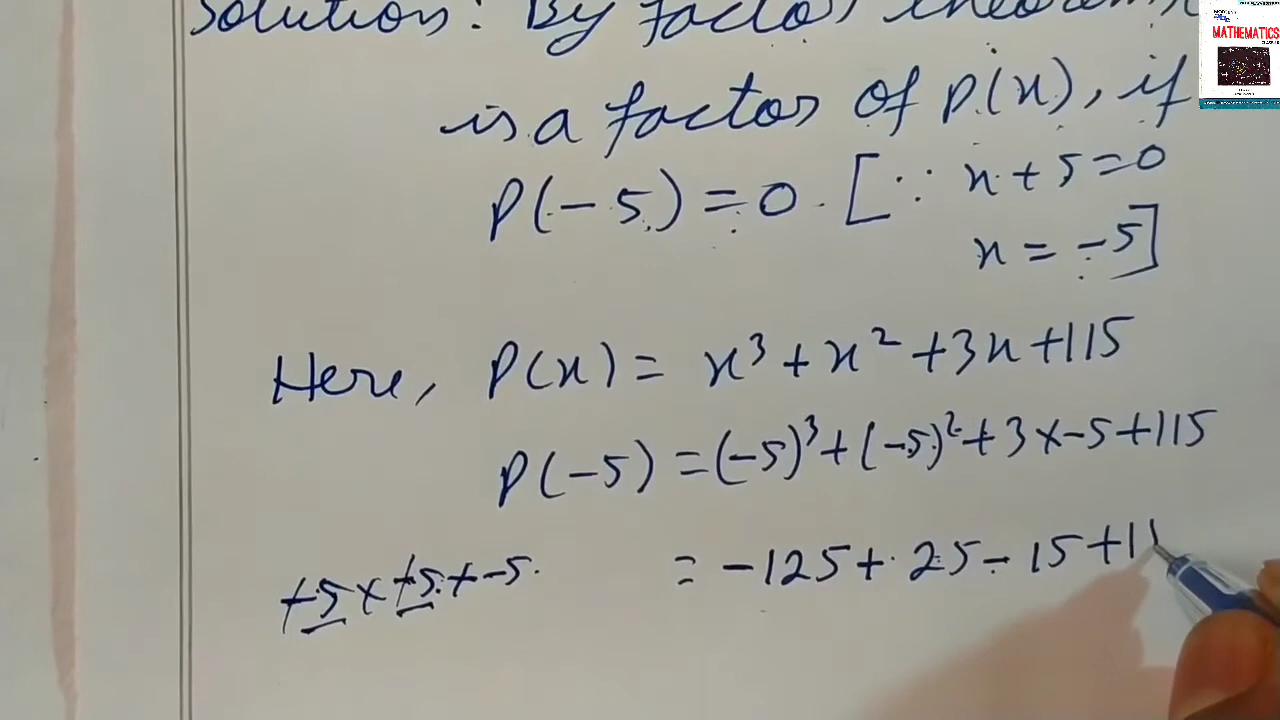 Solution: By factor theorem
MATHEMATICS
is a factor of P(x), if
P(-5) = 0. [∵ x + 5 = 0
x = -5]
Here, P(x) = x³ + x² + 3x + 115
P(-5) = (-5)³ + (-5)² + 3 x -5 + 115
= -125 + 25 - 15 + 11
+5 x +5 x -5